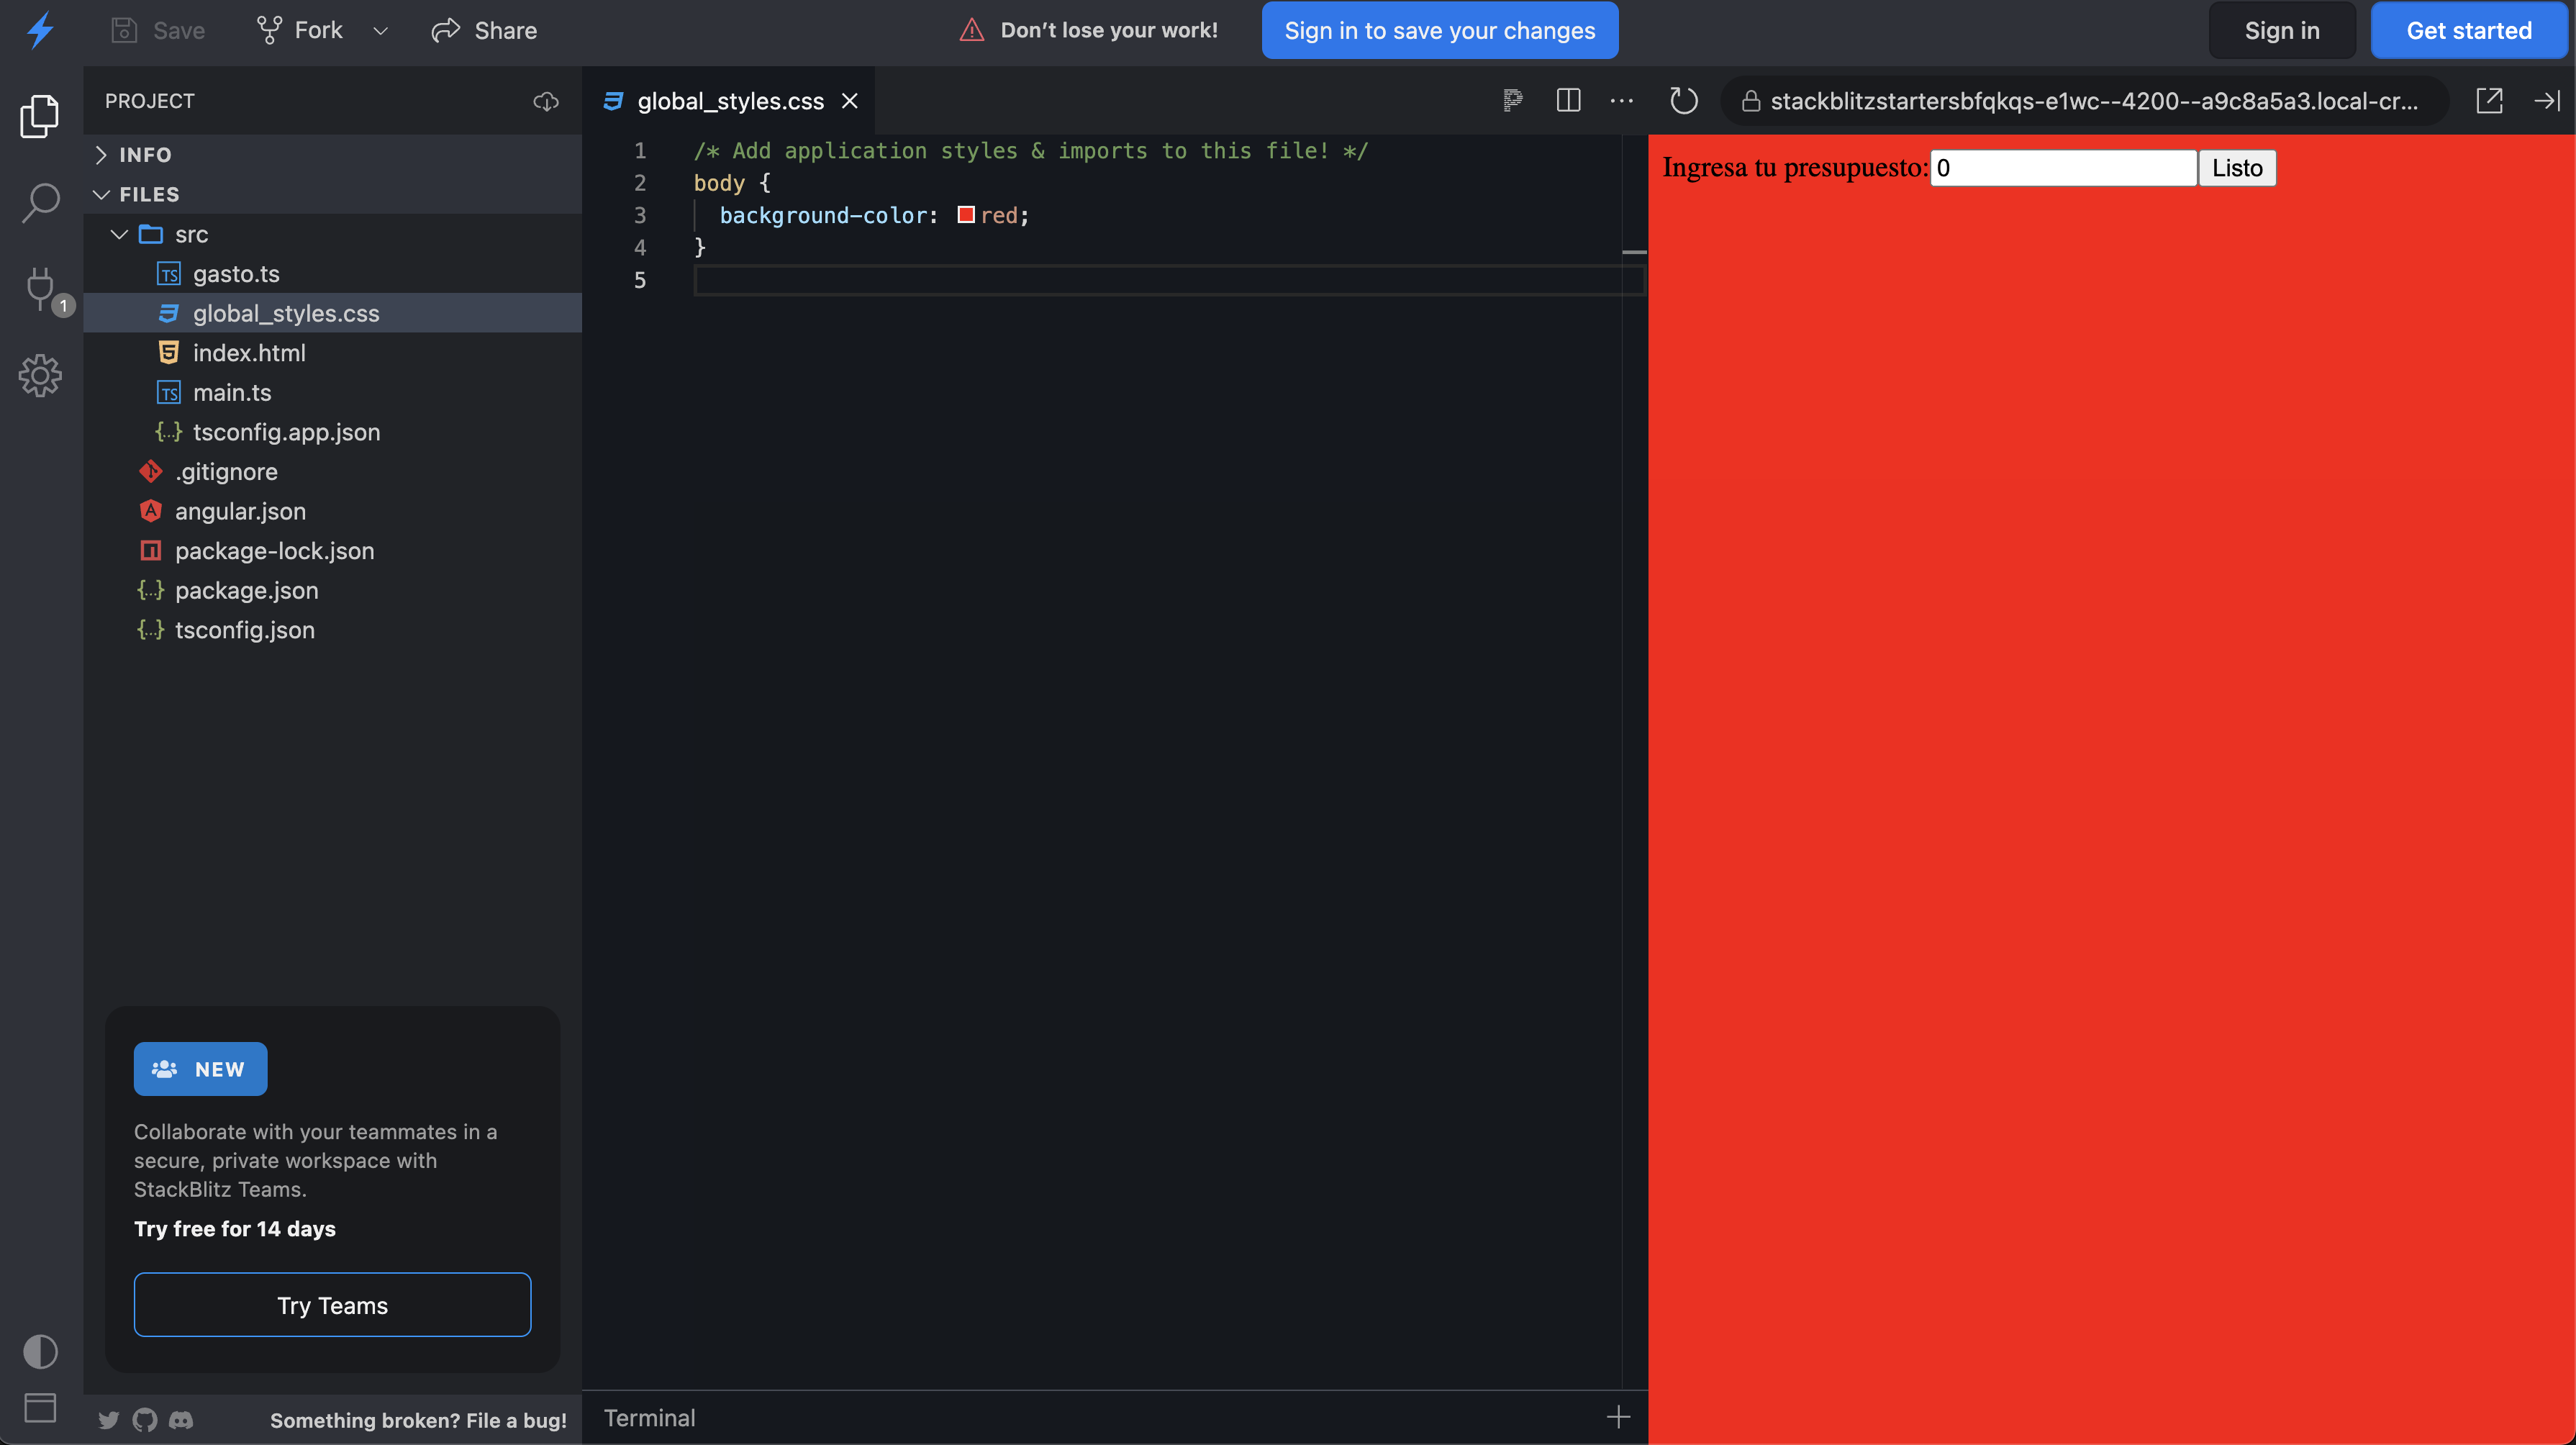 Save
Fork
Share
Don't lose your work!
Sign in to save your changes
Sign in
Get started
PROJECT
global_styles.css
stackblitzstartersbfqkqs-e1wc--4200--a9c8a5a3.local-cr...
INFO
FILES
src
gasto.ts
global_styles.css
index.html
main.ts
tsconfig.app.json
.gitignore
angular.json
package-lock.json
package.json
tsconfig.json
1
1 /* Add application styles & imports to this file! */
2 body {
3 background-color: red;
4 }
5
Ingresa tu presupuesto: 0 Listo
NEW
Collaborate with your teammates in a
secure, private workspace with
StackBlitz Teams.
Try free for 14 days
Try Teams
Something broken? File a bug!
Terminal